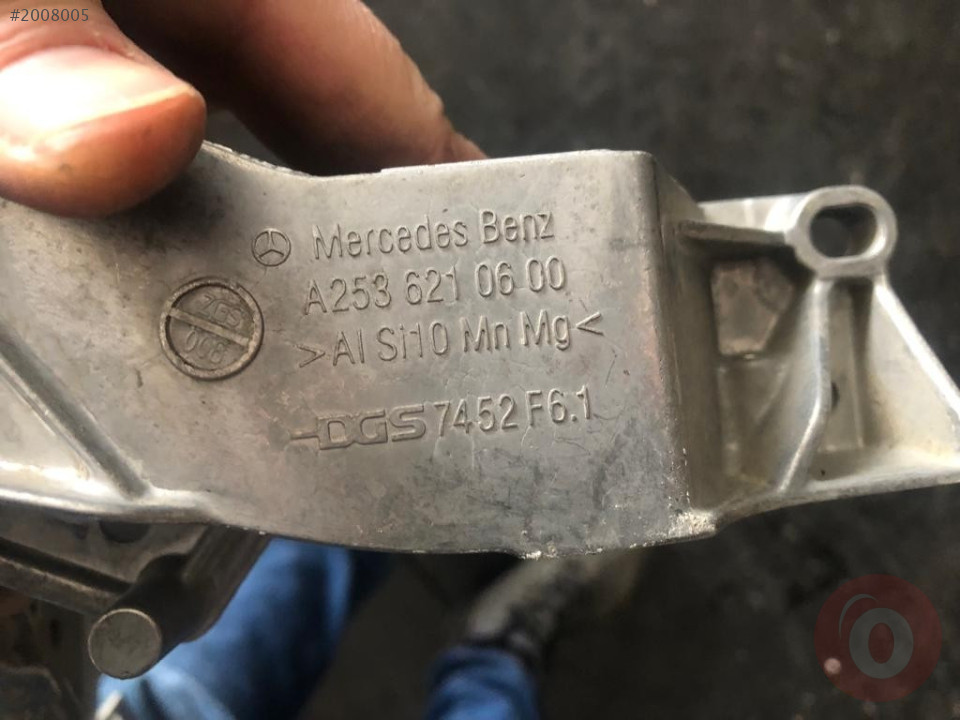 #2008005
Mercedes Benz
A253 621 06 00
>Al Si10 Mn Mg<
DGS 7452 F6.1